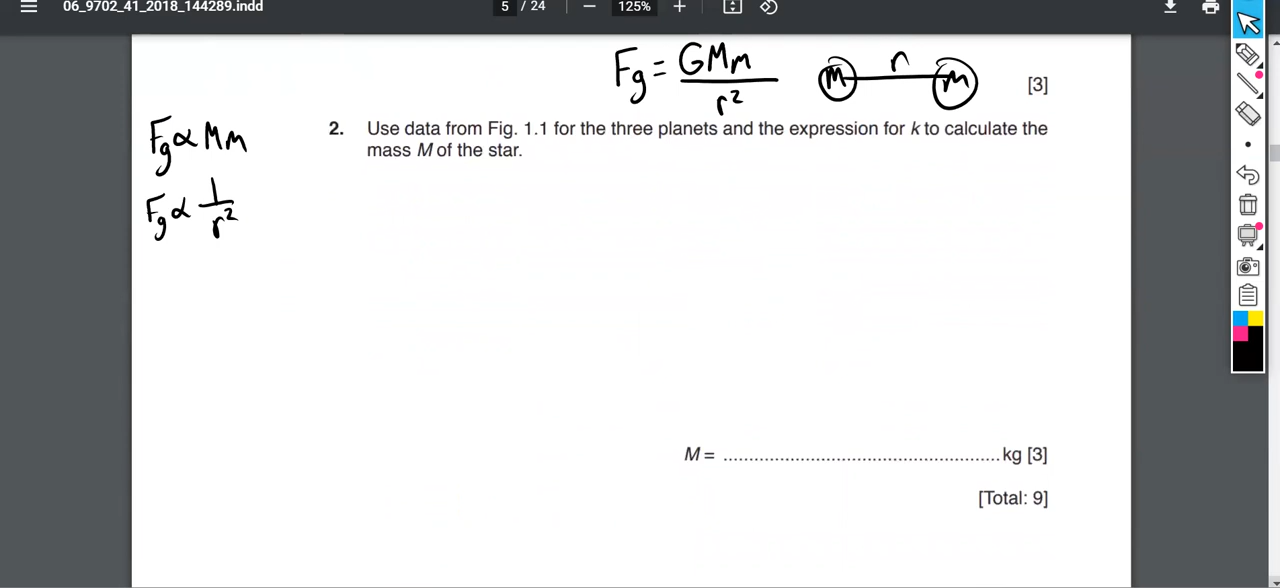 06_9702_41_2018_144289.indd
5 / 24
125%
Fg = GMm / r²
M r m
[3]
Fg ∝ Mm
2. Use data from Fig. 1.1 for the three planets and the expression for k to calculate the
mass M of the star.
Fg ∝ 1 / r²
M = .................................................... kg [3]
[Total: 9]